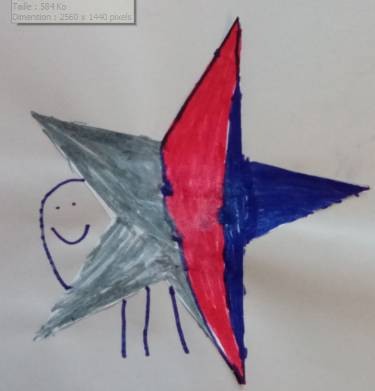 Taille : 584 Ko
Dimension : 2560 x 1440 pixels